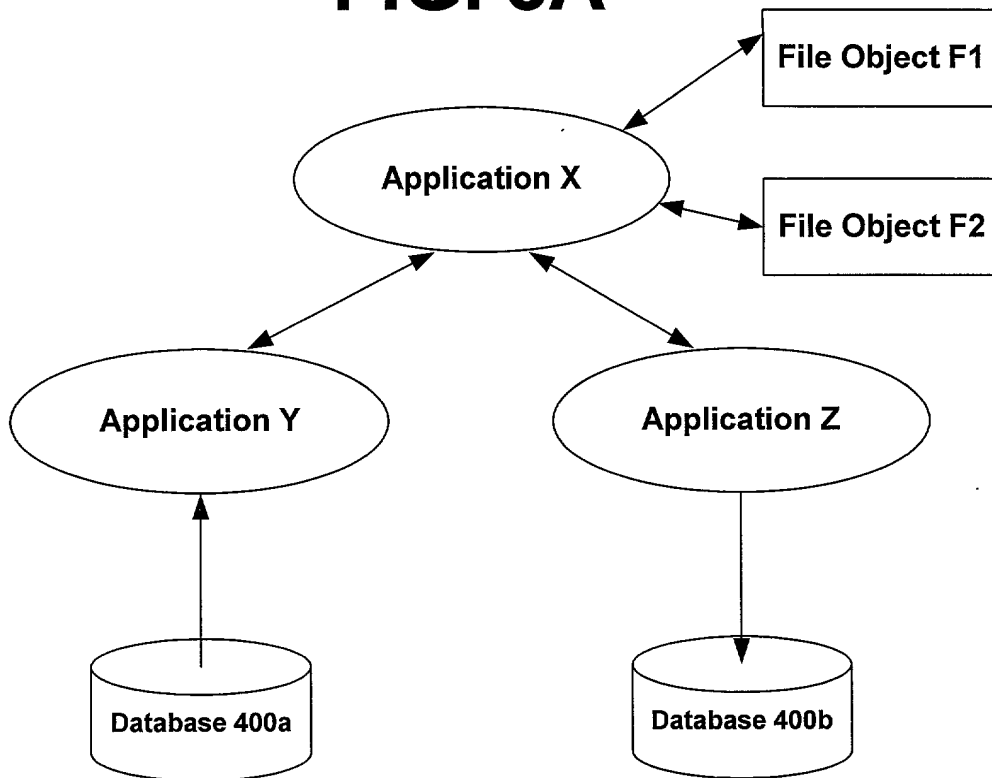 File Object F1
Application X
File Object F2
Application Y
Application Z
Database 400a
Database 400b